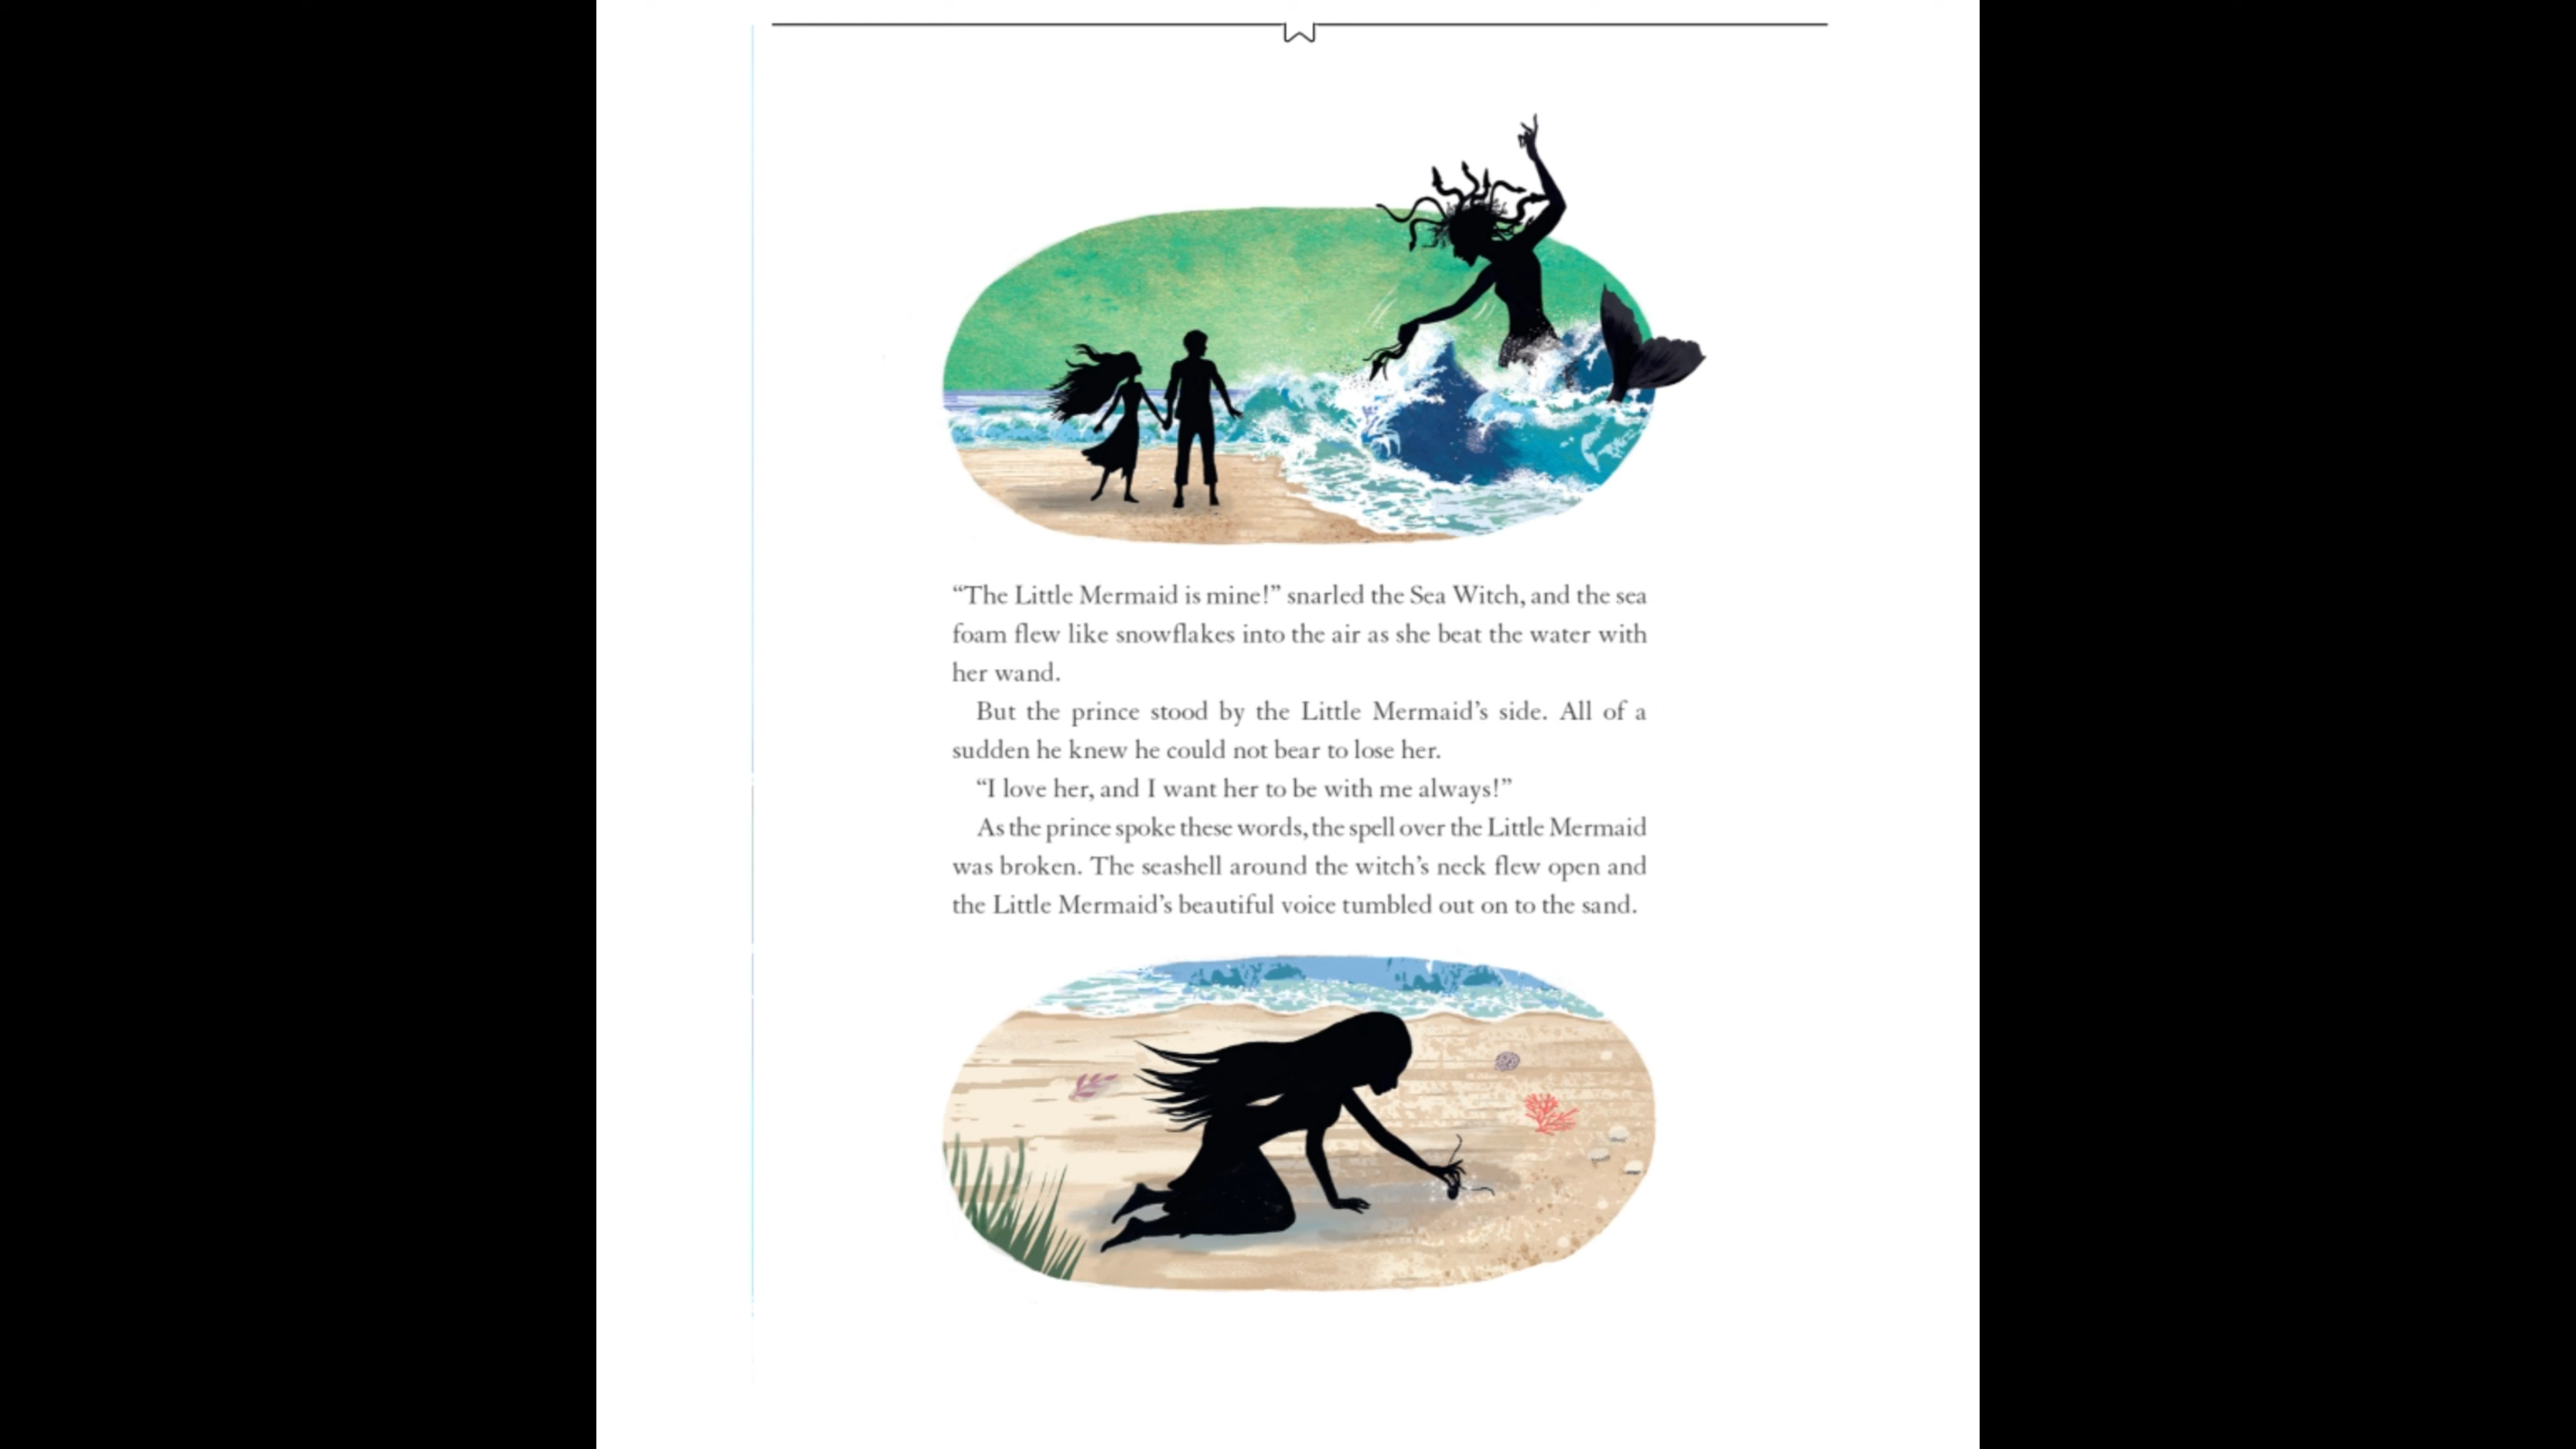 “The Little Mermaid is mine!” snarled the Sea Witch, and the sea
foam flew like snowflakes into the air as she beat the water with
her wand.
But the prince stood by the Little Mermaid’s side. All of a
sudden he knew he could not bear to lose her.
“I love her, and I want her to be with me always!”
As the prince spoke these words, the spell over the Little Mermaid
was broken. The seashell around the witch’s neck flew open and
the Little Mermaid’s beautiful voice tumbled out on to the sand.